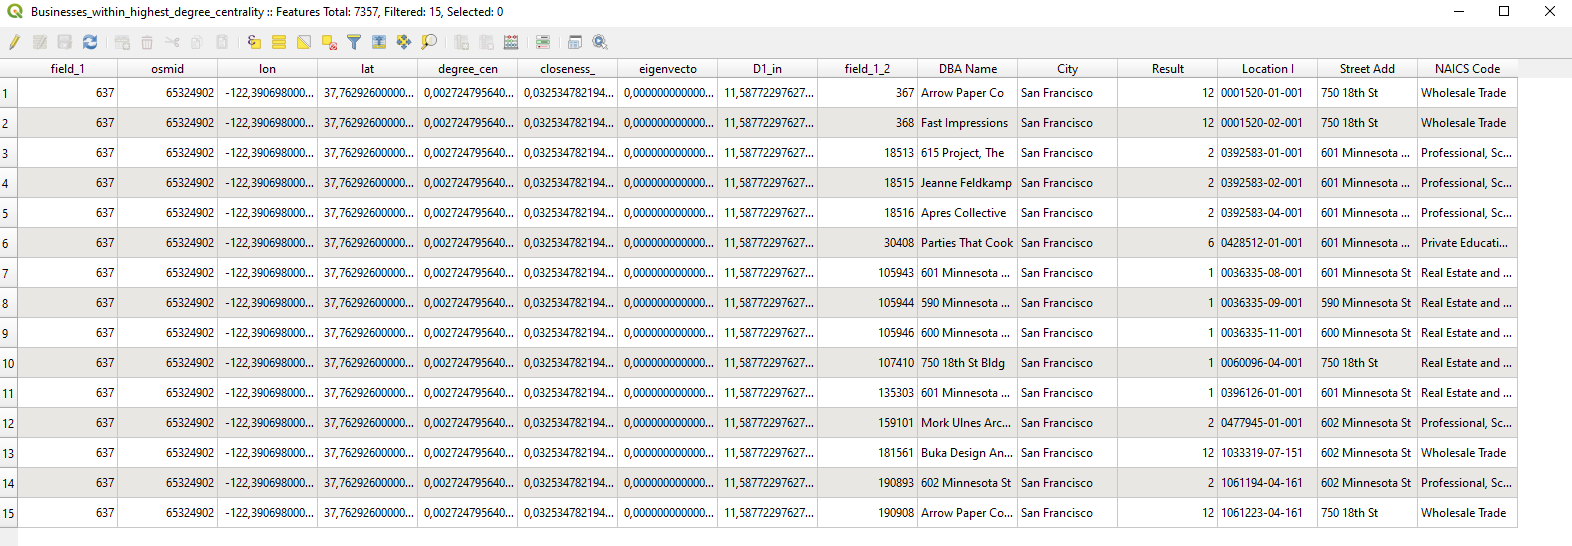 Businesses_within_highest_degree_centrality :: Features Total: 7357, Filtered: 15, Selected: 0
field_1 osmid lon lat degree_cen closeness_ eigenvecto D1_in field_1_2 DBA Name City Result Location I Street Add NAICS Code
1 637 65324902 -122,390698000... 37,76292600000... 0,002724795640... 0,032534782194... 0,000000000000... 11,58772297627... 367 Arrow Paper Co San Francisco 12 0001520-01-001 750 18th St Wholesale Trade
2 637 65324902 -122,390698000... 37,76292600000... 0,002724795640... 0,032534782194... 0,000000000000... 11,58772297627... 368 Fast Impressions San Francisco 12 0001520-02-001 750 18th St Wholesale Trade
3 637 65324902 -122,390698000... 37,76292600000... 0,002724795640... 0,032534782194... 0,000000000000... 11,58772297627... 18513 615 Project, The San Francisco 2 0392583-01-001 601 Minnesota ... Professional, Sc...
4 637 65324902 -122,390698000... 37,76292600000... 0,002724795640... 0,032534782194... 0,000000000000... 11,58772297627... 18515 Jeanne Feldkamp San Francisco 2 0392583-02-001 601 Minnesota ... Professional, Sc...
5 637 65324902 -122,390698000... 37,76292600000... 0,002724795640... 0,032534782194... 0,000000000000... 11,58772297627... 18516 Apres Collective San Francisco 2 0392583-04-001 601 Minnesota ... Professional, Sc...
6 637 65324902 -122,390698000... 37,76292600000... 0,002724795640... 0,032534782194... 0,000000000000... 11,58772297627... 30408 Parties That Cook San Francisco 6 0428512-01-001 601 Minnesota ... Private Educati...
7 637 65324902 -122,390698000... 37,76292600000... 0,002724795640... 0,032534782194... 0,000000000000... 11,58772297627... 105943 601 Minnesota ... San Francisco 1 0036335-08-001 601 Minnesota St Real Estate and ...
8 637 65324902 -122,390698000... 37,76292600000... 0,002724795640... 0,032534782194... 0,000000000000... 11,58772297627... 105944 590 Minnesota ... San Francisco 1 0036335-09-001 590 Minnesota St Real Estate and ...
9 637 65324902 -122,390698000... 37,76292600000... 0,002724795640... 0,032534782194... 0,000000000000... 11,58772297627... 105946 600 Minnesota ... San Francisco 1 0036335-11-001 600 Minnesota St Real Estate and ...
10 637 65324902 -122,390698000... 37,76292600000... 0,002724795640... 0,032534782194... 0,000000000000... 11,58772297627... 107410 750 18th St Bldg San Francisco 1 0060096-04-001 750 18th St Real Estate and ...
11 637 65324902 -122,390698000... 37,76292600000... 0,002724795640... 0,032534782194... 0,000000000000... 11,58772297627... 135303 601 Minnesota ... San Francisco 1 0396126-01-001 601 Minnesota St Real Estate and ...
12 637 65324902 -122,390698000... 37,76292600000... 0,002724795640... 0,032534782194... 0,000000000000... 11,58772297627... 159101 Mork Ulnes Arc... San Francisco 2 0477945-01-001 602 Minnesota St Professional, Sc...
13 637 65324902 -122,390698000... 37,76292600000... 0,002724795640... 0,032534782194... 0,000000000000... 11,58772297627... 181561 Buka Design An... San Francisco 12 1033319-07-151 602 Minnesota St Wholesale Trade
14 637 65324902 -122,390698000... 37,76292600000... 0,002724795640... 0,032534782194... 0,000000000000... 11,58772297627... 190893 602 Minnesota St San Francisco 2 1061194-04-161 602 Minnesota St Professional, Sc...
15 637 65324902 -122,390698000... 37,76292600000... 0,002724795640... 0,032534782194... 0,000000000000... 11,58772297627... 190908 Arrow Paper Co... San Francisco 12 1061223-04-161 750 18th St Wholesale Trade